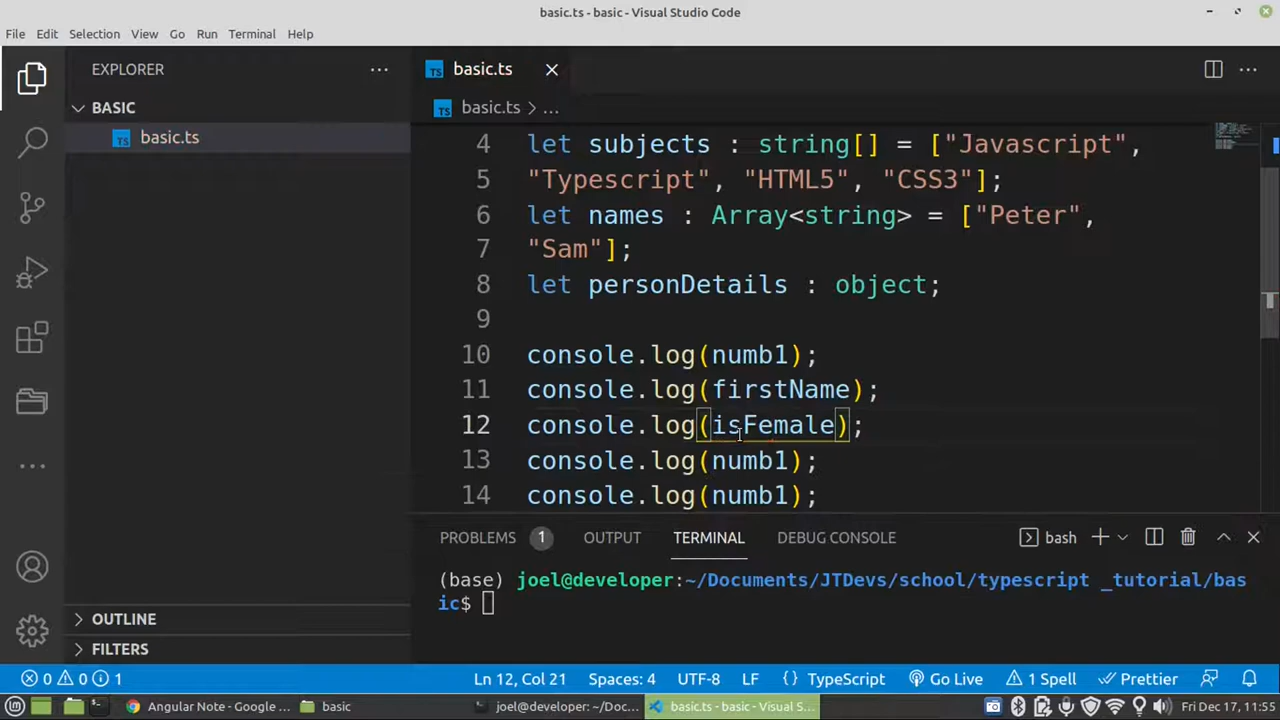 basic.ts - basic - Visual Studio Code
File Edit Selection View Go Run Terminal Help
EXPLORER
BASIC
basic.ts
OUTLINE
FILTERS
basic.ts
basic.ts > ...
4 let subjects : string[] = ["Javascript",
5 "Typescript", "HTML5", "CSS3"];
6 let names : Array<string> = ["Peter",
7 "Sam"];
8 let personDetails : object;
9
10 console.log(numb1);
11 console.log(firstName);
12 console.log(isFemale);
13 console.log(numb1);
14 console.log(numb1);
PROBLEMS 1 OUTPUT TERMINAL DEBUG CONSOLE bash
(base) joel@developer:~/Documents/JTDevs/school/typescript _tutorial/bas
ic$
0 0 1 Ln 12, Col 21 Spaces: 4 UTF-8 LF {} TypeScript Go Live 1 Spell Prettier
Angular Note - Google ... basic joel@developer: ~/Doc... basic.ts - basic - Visual S... Fri Dec 17, 11:55